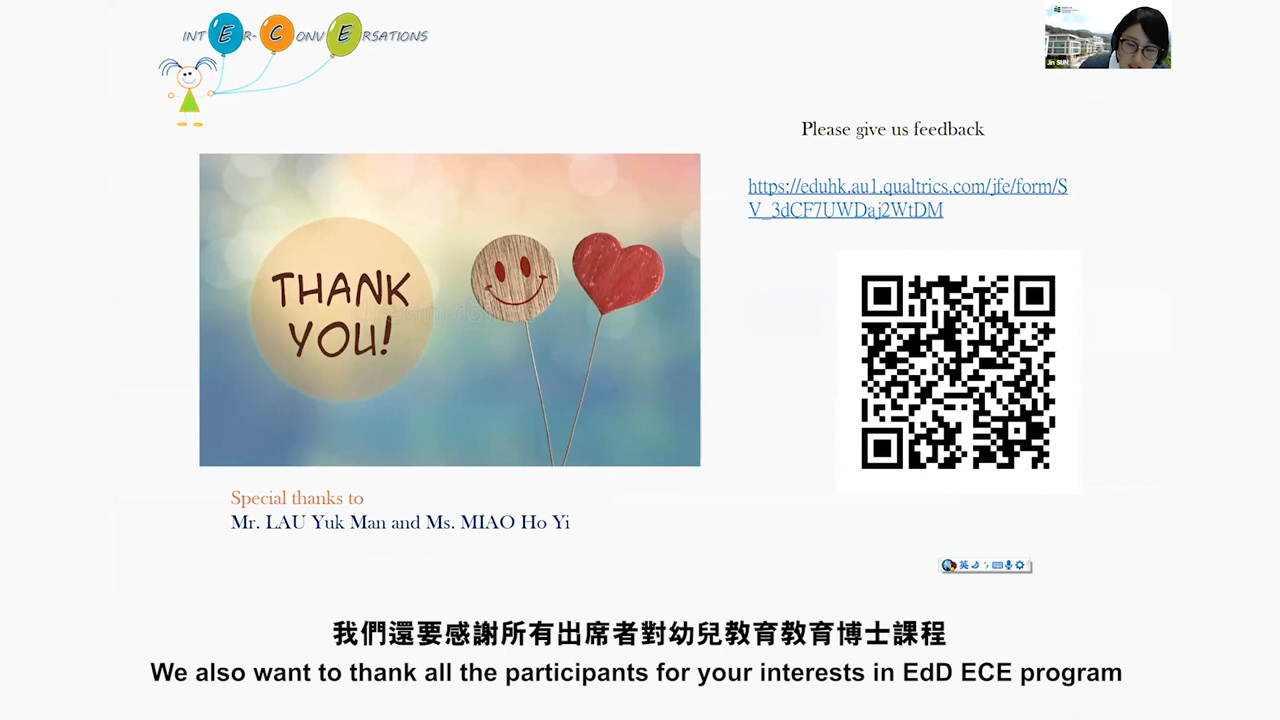 INTER-CONVERSATIONS
Jin SUN
Please give us feedback
https://eduhk.au1.qualtrics.com/jfe/form/S
V_3dCF7UWDaj2WtDM
THANK
YOU!
Special thanks to
Mr. LAU Yuk Man and Ms. MIAO Ho Yi
英
我們還要感謝所有出席者對幼兒教育教育博士課程
We also want to thank all the participants for your interests in EdD ECE program